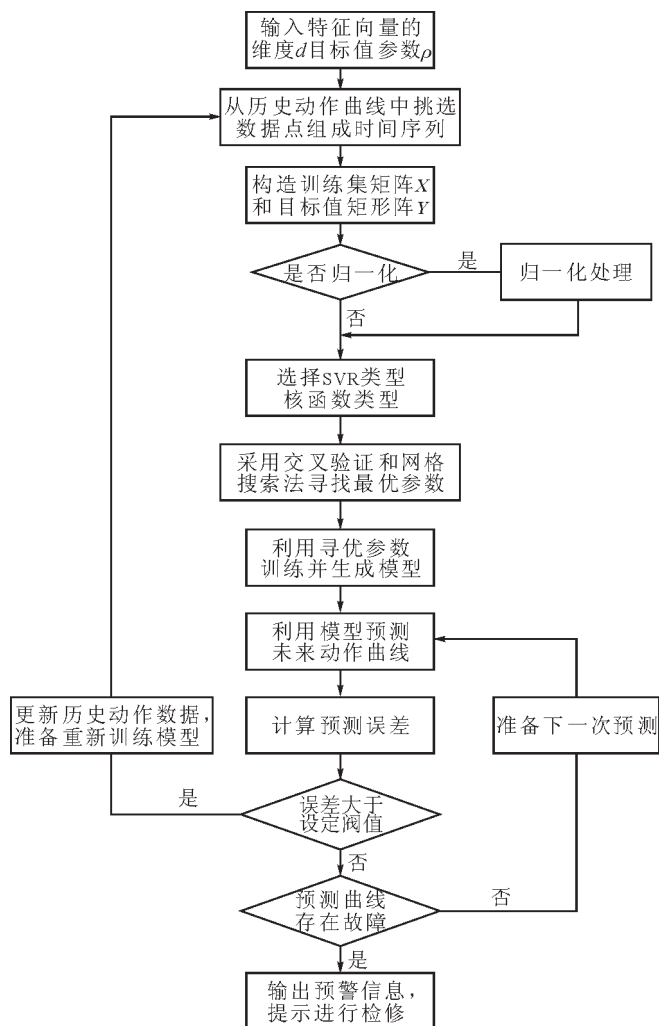 输入特征向量的
维度d目标值参数ρ
从历史动作曲线中挑选
数据点组成时间序列
构造训练集矩阵X
和目标值矩形阵Y
是否归一化
是
归一化处理
否
选择SVR类型
核函数类型
采用交叉验证和网格
搜索法寻找最优参数
利用寻优参数
训练并生成模型
利用模型预测
未来动作曲线
更新历史动作数据，
准备重新训练模型
计算预测误差
准备下一次预测
是
误差大于
设定阀值
否
预测曲线
存在故障
否
是
输出预警信息，
提示进行检修